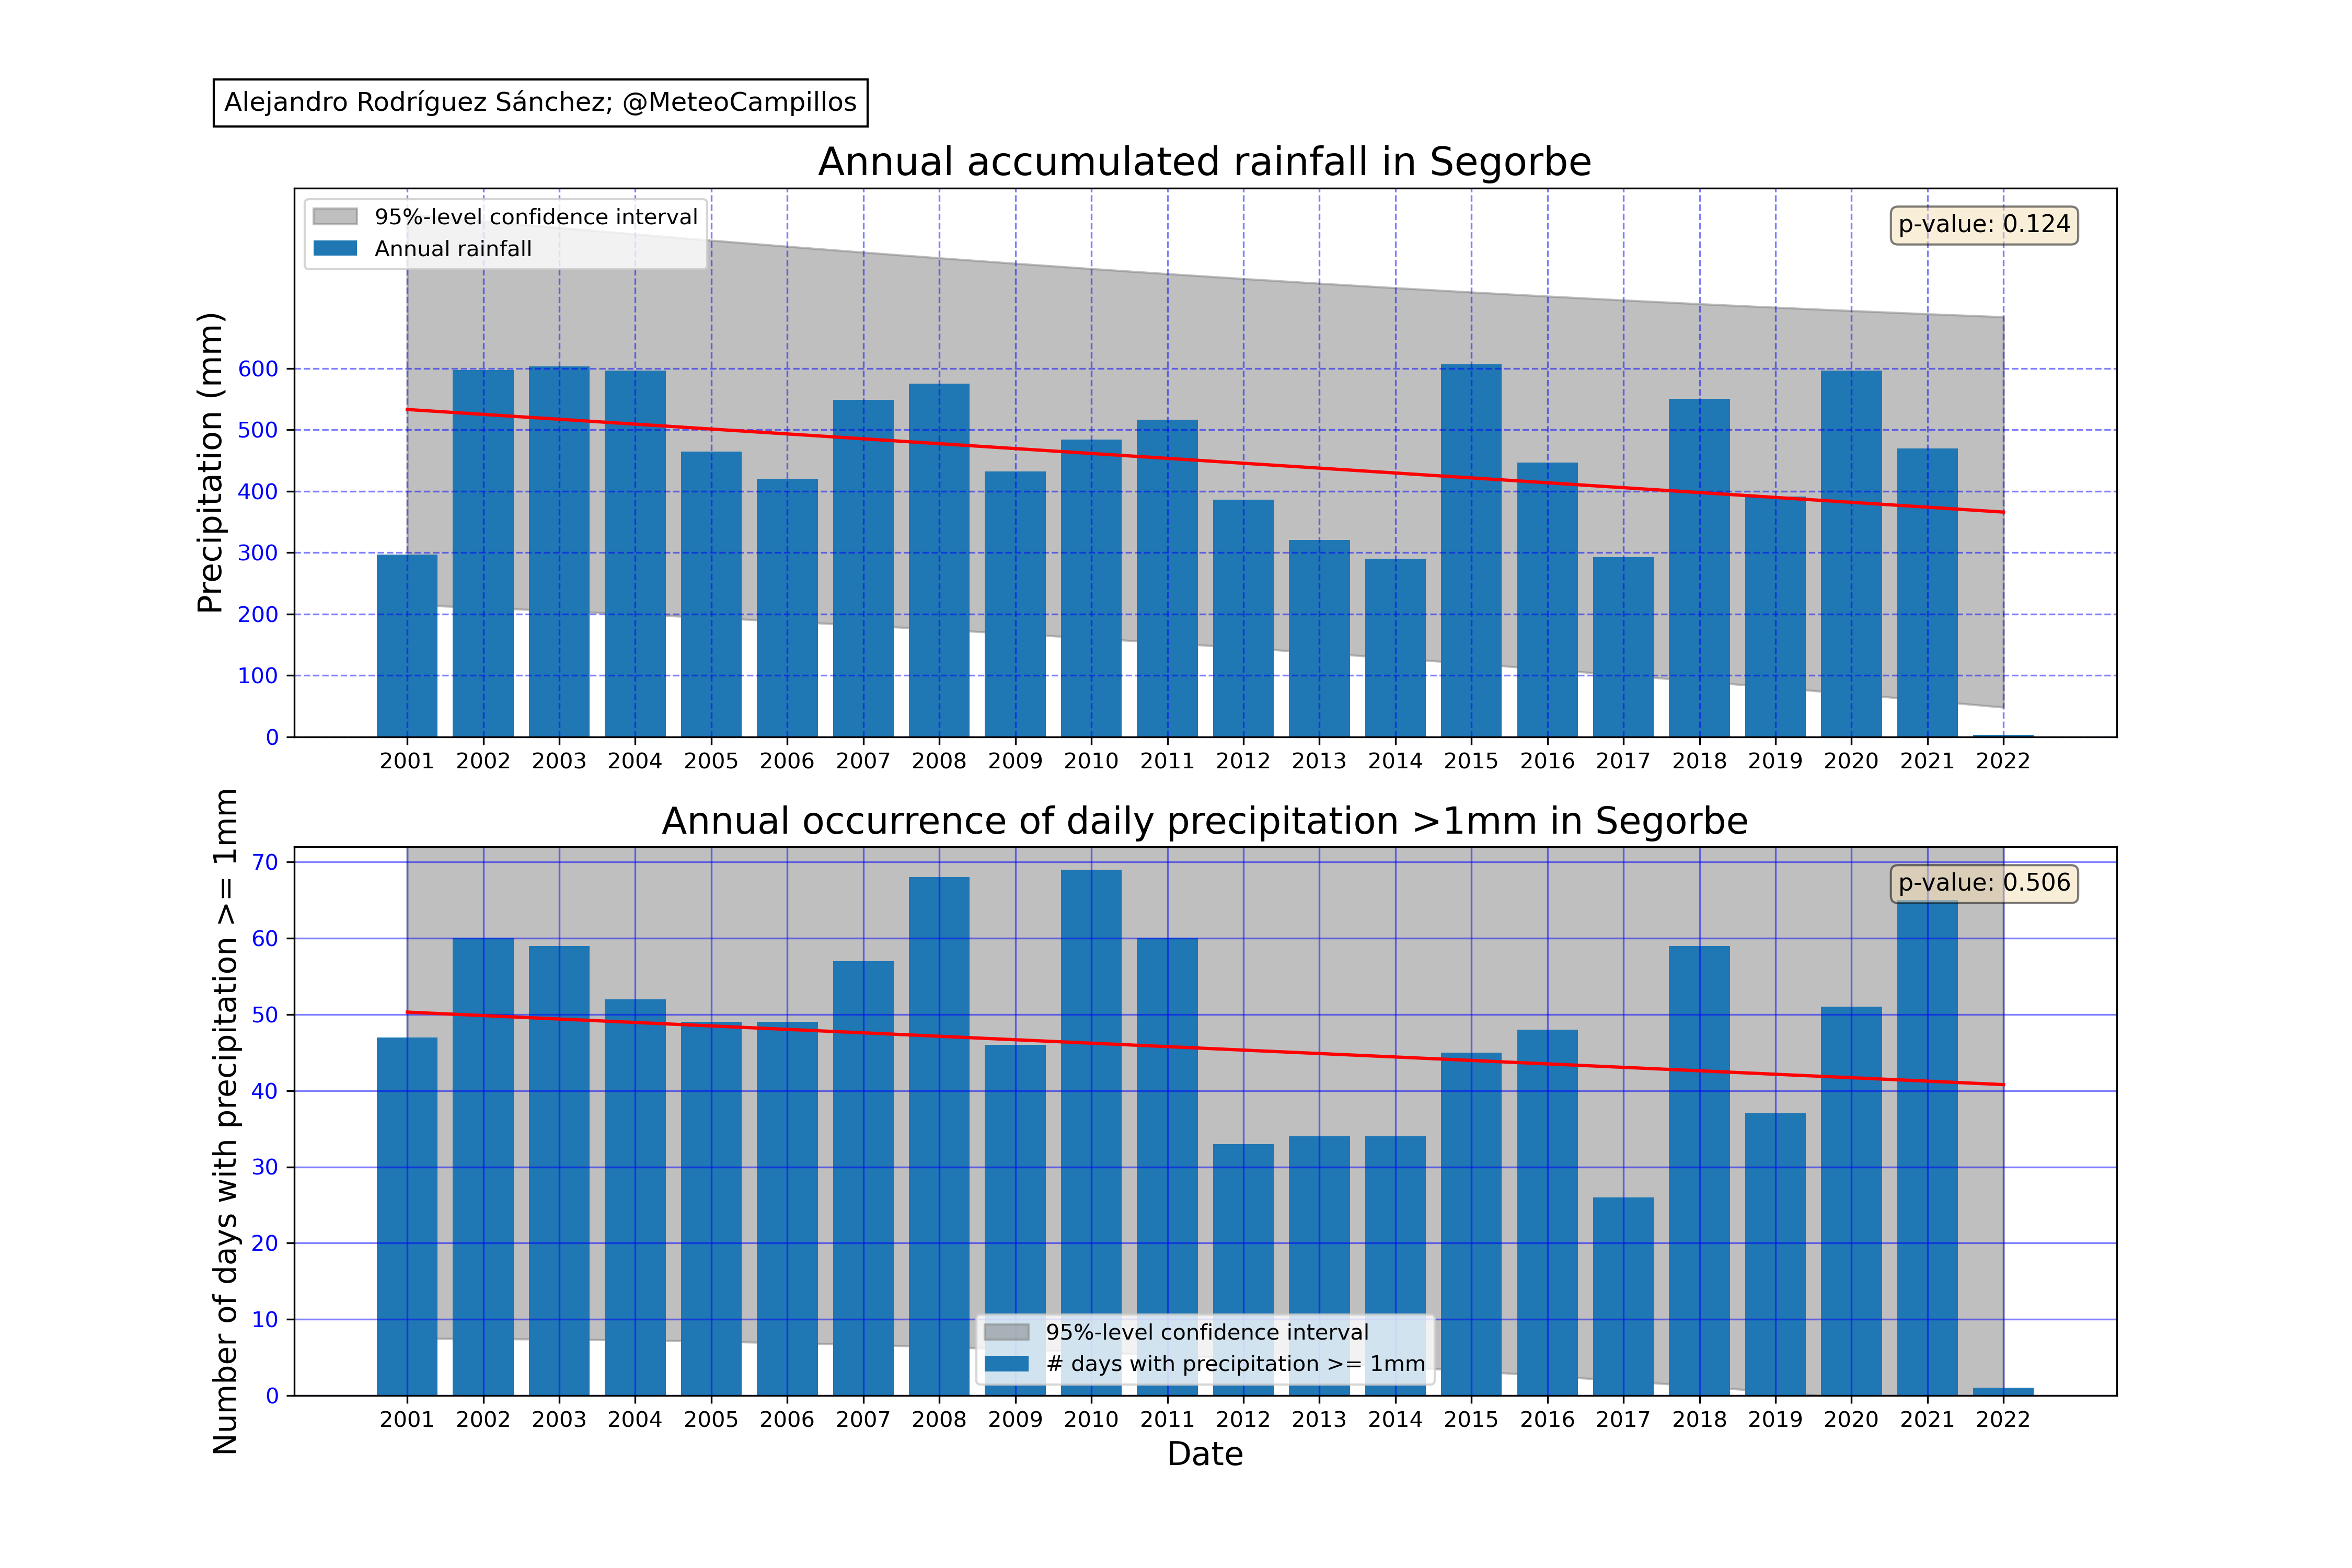 Alejandro Rodríguez Sánchez; @MeteoCampillos
Annual accumulated rainfall in Segorbe
95%-level confidence interval
Annual rainfall
p-value: 0.124
Precipitation (mm)
600
500
400
300
200
100
0
2001 2002 2003 2004 2005 2006 2007 2008 2009 2010 2011 2012 2013 2014 2015 2016 2017 2018 2019 2020 2021 2022
Annual occurrence of daily precipitation >1mm in Segorbe
p-value: 0.506
Number of days with precipitation >= 1mm
70
60
50
40
30
20
10
0
95%-level confidence interval
# days with precipitation >= 1mm
2001 2002 2003 2004 2005 2006 2007 2008 2009 2010 2011 2012 2013 2014 2015 2016 2017 2018 2019 2020 2021 2022
Date